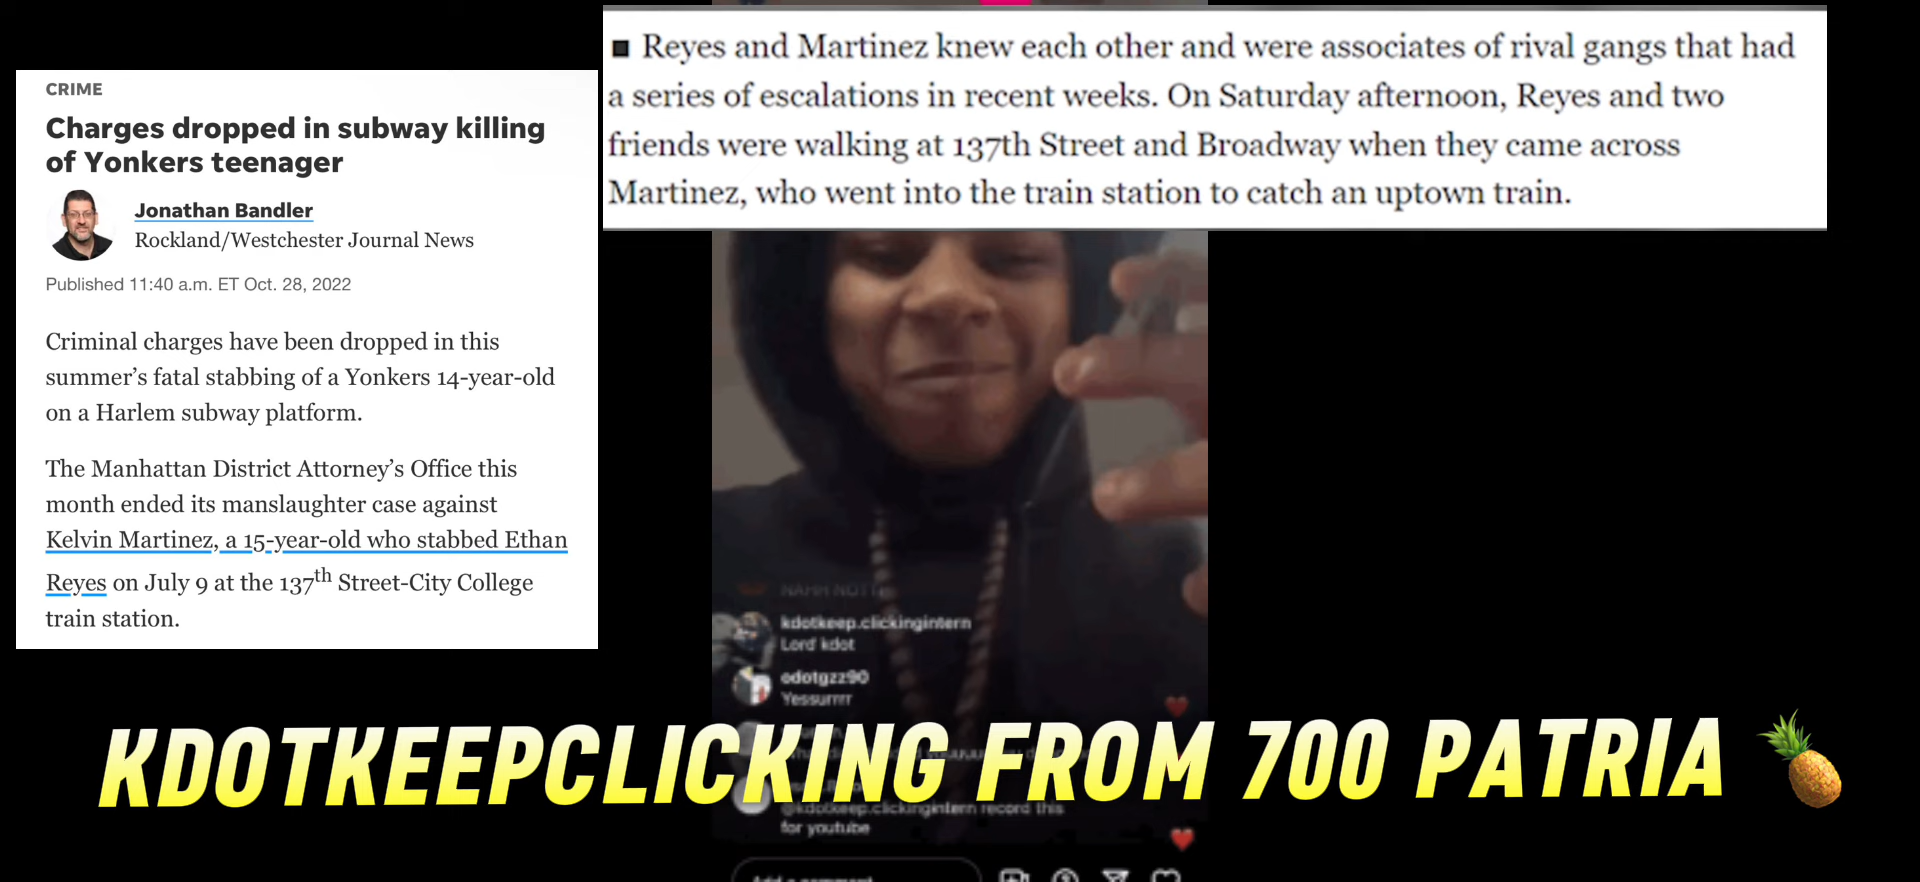 CRIME
Charges dropped in subway killing
of Yonkers teenager
Jonathan Bandler
Rockland/Westchester Journal News
Published 11:40 a.m. ET Oct. 28, 2022
Criminal charges have been dropped in this
summer’s fatal stabbing of a Yonkers 14-year-old
on a Harlem subway platform.
The Manhattan District Attorney’s Office this
month ended its manslaughter case against
Kelvin Martinez, a 15-year-old who stabbed Ethan
Reyes on July 9 at the 137th Street-City College
train station.
■ Reyes and Martinez knew each other and were associates of rival gangs that had
a series of escalations in recent weeks. On Saturday afternoon, Reyes and two
friends were walking at 137th Street and Broadway when they came across
Martinez, who went into the train station to catch an uptown train.
kdotkeep.clickingintern
Lord kdot
odotgzz90
Yessurrrr
KDOTKEEPCLICKING FROM 700 PATRIA 🍍
@kdotkeep.clickingintern record this
for youtube
Add a comment